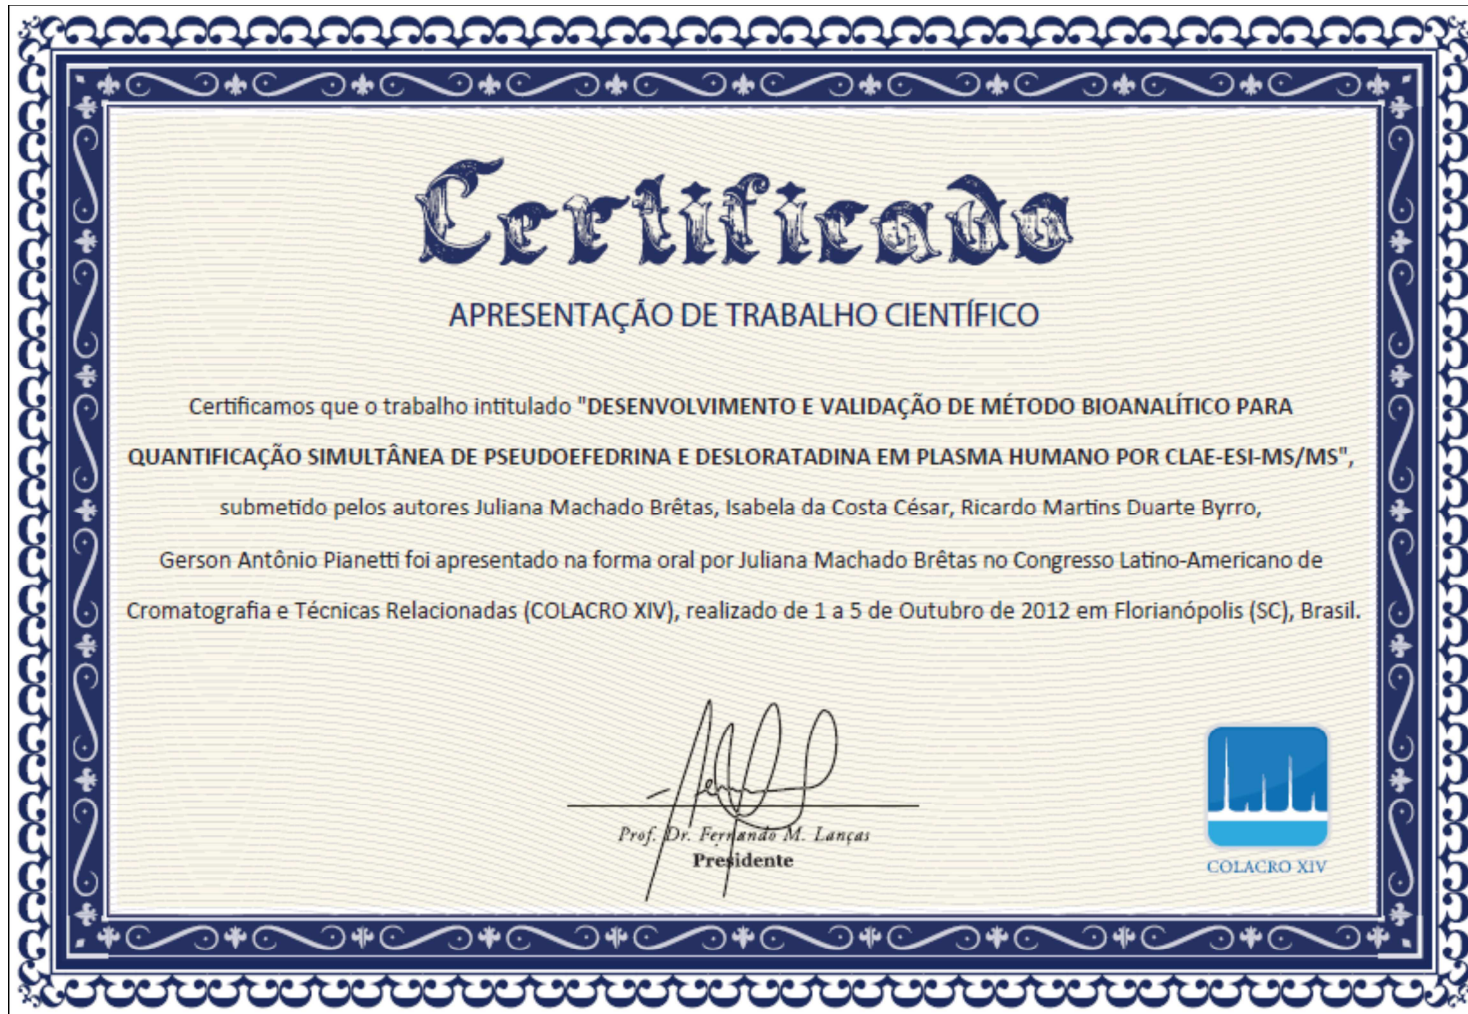 Certificado
APRESENTAÇÃO DE TRABALHO CIENTÍFICO
Certificamos que o trabalho intitulado "DESENVOLVIMENTO E VALIDAÇÃO DE MÉTODO BIOANALÍTICO PARA
QUANTIFICAÇÃO SIMULTÂNEA DE PSEUDOEFEDRINA E DESLORATADINA EM PLASMA HUMANO POR CLAE-ESI-MS/MS",
submetido pelos autores Juliana Machado Brêtas, Isabela da Costa César, Ricardo Martins Duarte Byrro,
Gerson Antônio Pianetti foi apresentado na forma oral por Juliana Machado Brêtas no Congresso Latino-Americano de
Cromatografia e Técnicas Relacionadas (COLACRO XIV), realizado de 1 a 5 de Outubro de 2012 em Florianópolis (SC), Brasil.
Prof. Dr. Fernando M. Lanças
Presidente
COLACRO XIV